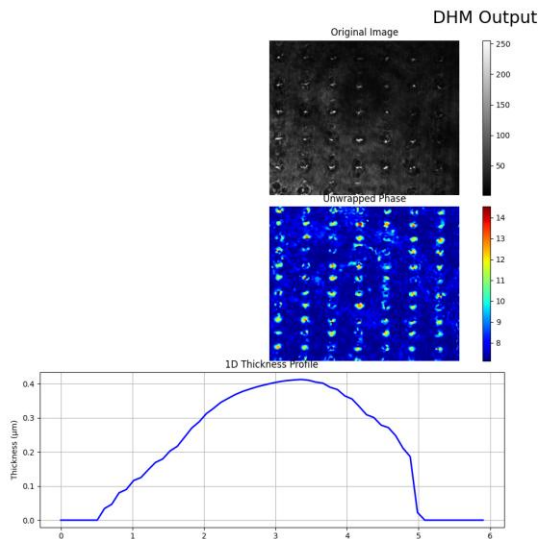 DHM Output
Original Image
250
200
150
100
50
Unwrapped Phase
14
13
12
11
10
9
8
1D Thickness Profile
Thickness (μm)
0.4
0.3
0.2
0.1
0.0
0 1 2 3 4 5 6